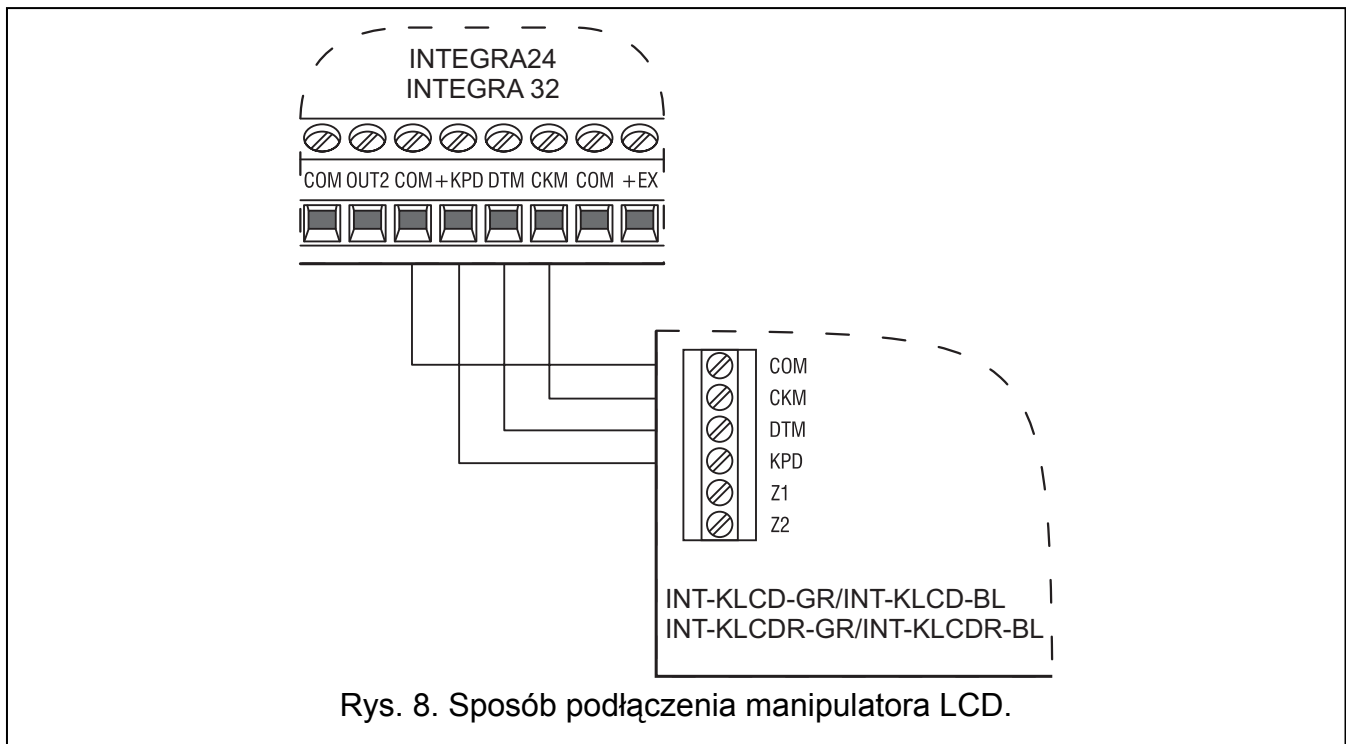 INTEGRA24
INTEGRA 32
COM OUT2 COM +KPD DTM CKM COM +EX
COM
CKM
DTM
KPD
Z1
Z2
INT-KLCD-GR/INT-KLCD-BL
INT-KLCDR-GR/INT-KLCDR-BL
Rys. 8. Sposób podłączenia manipulatora LCD.